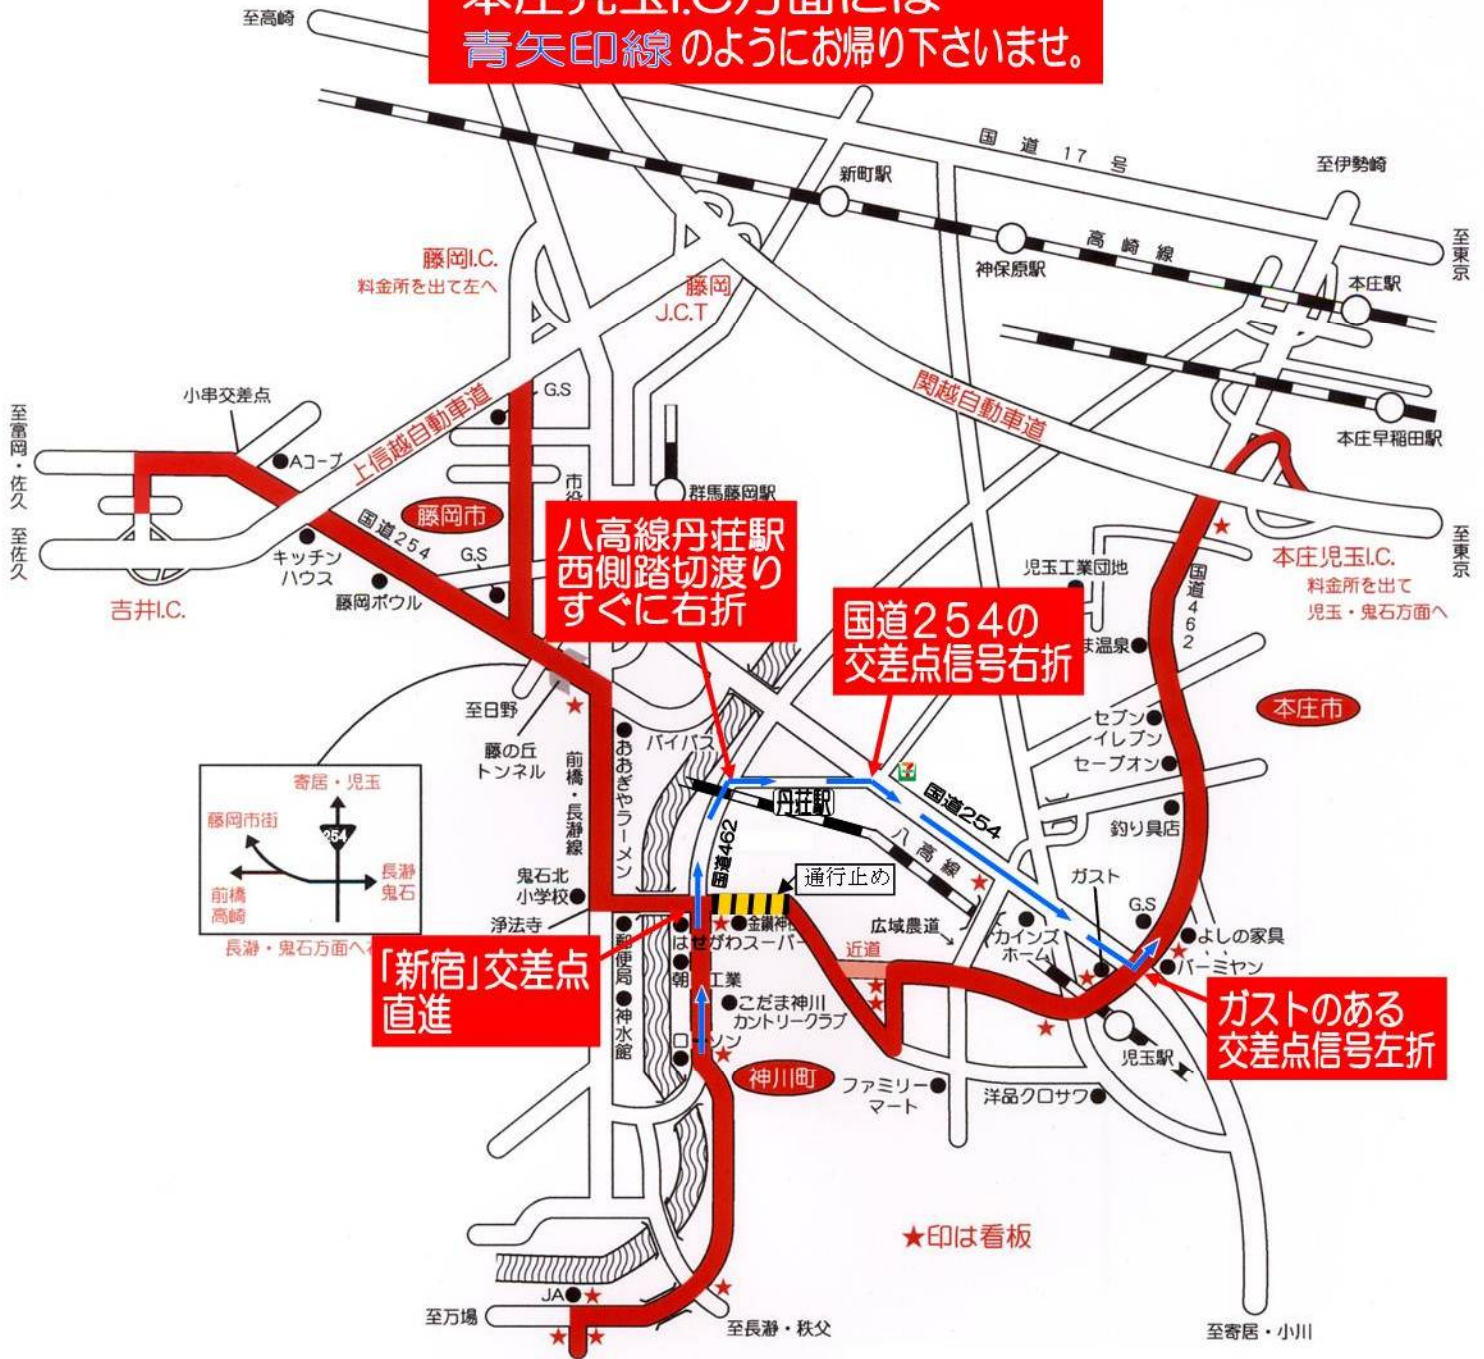 本庄児玉I.C方面には
青矢印線のようにお帰り下さいませ。
至高崎
国道17号
至伊勢崎
新町駅
高崎線
神保原駅
本庄駅
至東京
藤岡I.C.
料金所を出て左へ
藤岡
J.C.T
関越自動車道
本庄早稲田駅
小串交差点
G.S
上信越自動車道
至富岡・佐久
至佐久
Aコープ
市役
群馬藤岡駅
藤岡市
国道254
キッチン
ハウス
G.S
藤岡ボウル
吉井I.C.
八高線丹荘駅
西側踏切渡り
すぐに右折
国道254の
交差点信号右折
児玉工業団地
ま温泉
国道462
本庄児玉I.C.
料金所を出て
児玉・鬼石方面へ
至東京
本庄市
至日野
藤の丘
トンネル
前橋・長瀞線
おおぎやラーメン
バイパス
セブン
イレブン
セーブオン
釣り具店
寄居・児玉
藤岡市街
254
前橋
高崎
長瀞
鬼石
長瀞・鬼石方面へ
丹荘駅
国道254
八高線
国道462
通行止め
鬼石北
小学校
浄法寺
金鑚神
はせがわスーパー
郵便局
朝 工業
神水館
こだま神川
カントリークラブ
ローソン
「新宿」交差点
直進
広域農道
近道
カインズ
ホーム
ガスト
G.S
よしの家具
バーミヤン
ガストのある
交差点信号左折
児玉駅
神川町
ファミリー
マート
洋品クロサワ
★印は看板
JA
至万場
至長瀞・秩父
至寄居・小川